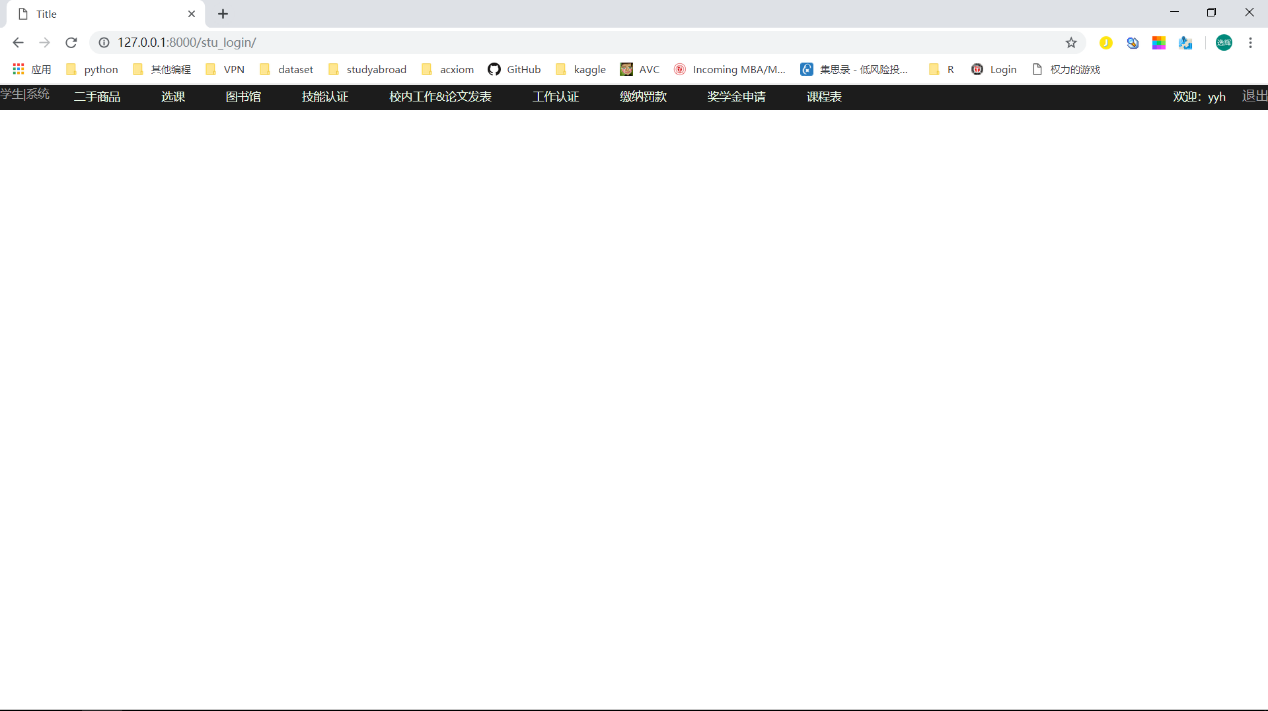 Title
127.0.0.1:8000/stu_login/
应用 python 其他编程 VPN dataset studyabroad acxiom GitHub kaggle AVC Incoming MBA/M... 集思录 - 低风险投... R Login 权力的游戏
学生|系统 二手商品 选课 图书馆 技能认证 校内工作&论文发表 工作认证 缴纳罚款 奖学金申请 课程表 欢迎：yyh 退出